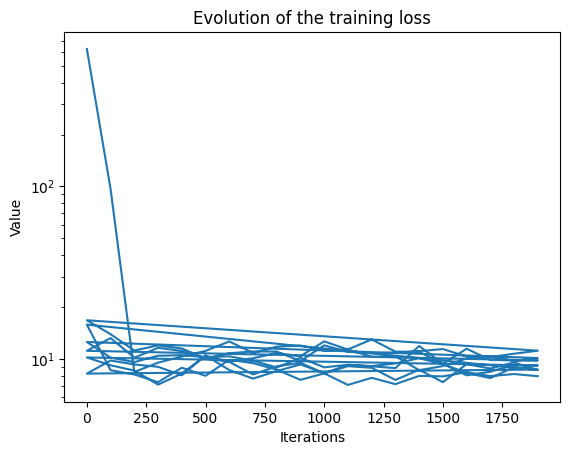 Evolution of the training loss
Value
10²
10¹
0 250 500 750 1000 1250 1500 1750
Iterations